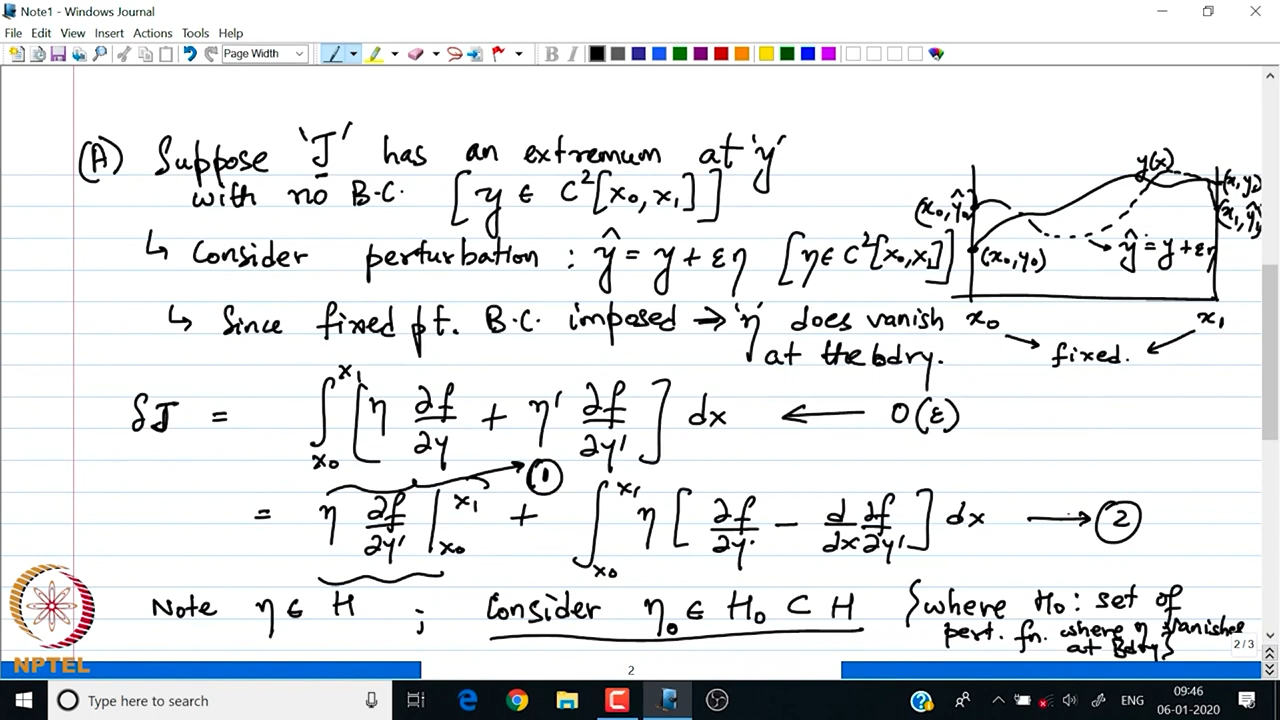 Note1 - Windows Journal
File Edit View Insert Actions Tools Help
Page Width
B I
(A) Suppose 'J' has an extremum at 'y'
with no B.C. [y ∈ C²[x₀, x₁]]
↳ Consider perturbation : ŷ = y + εη [η ∈ C²[x₀,x₁]]
y(x)
(x₀, ŷ₀)
(x₀, y₀)
ŷ = y + εη
x₀ x₁
fixed.
↳ Since fixed pt. B.C. imposed → 'η' does vanish
at the bdry.
δJ = ∫_{x₀}^{x₁} [η ∂f/∂y + η' ∂f/∂y'] dx ← O(ε)
①
= η ∂f/∂y' |_{x₀}^{x₁} + ∫_{x₀}^{x₁} η [∂f/∂y - d/dx ∂f/∂y'] dx → ②
Note η ∈ H ; Consider η₀ ∈ H₀ ⊂ H {where H₀ : set of
pert. fn. where η vanishes
at Bdry}
NPTEL
2
2/3
Type here to search
ENG
09:46
06-01-2020